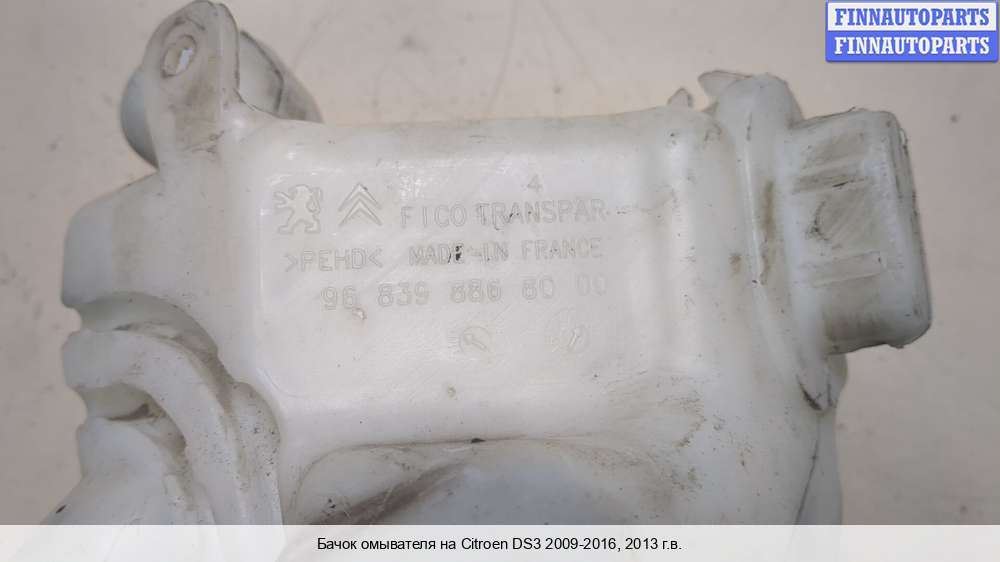 FINNAUTOPARTS
FINNAUTOPARTS
4
FICO TRANSPAR
>PEHD< MADE IN FRANCE
96 839 886 80 00
Бачок омывателя на Citroen DS3 2009-2016, 2013 г.в.